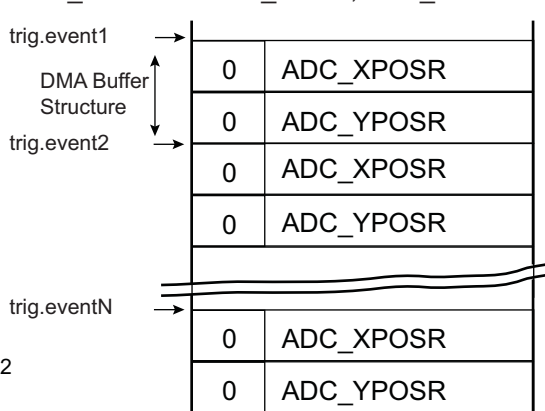 trig.event1
0 ADC_XPOSR
DMA Buffer
Structure
0 ADC_YPOSR
trig.event2
0 ADC_XPOSR
0 ADC_YPOSR
trig.eventN
0 ADC_XPOSR
2
0 ADC_YPOSR